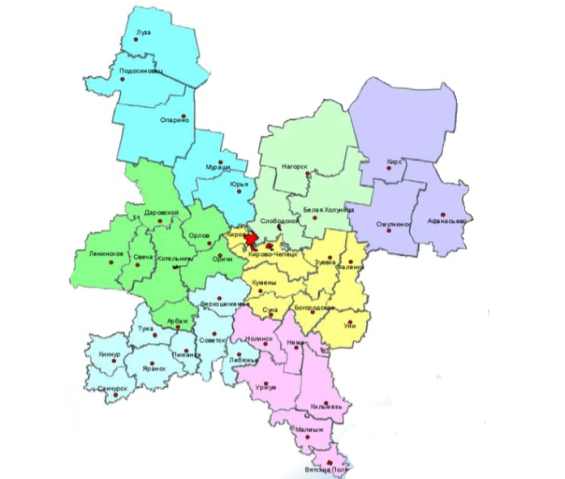 Луза
Подосиновец
Опарино
Мураши
Юрья
Нагорск
Кирс
Даровской
Слободской
Белая Холуница
Омутнинск
Афанасьево
Орлов
Киров
Кирово-Чепецк
Ленинское
Свеча
Котельнич
Оричи
Зуевка
Фаленки
Кумены
Верхошижемье
Суна
Богородское
Уни
Арбаж
Тужа
Советск
Нолинск
Нема
Кикнур
Яранск
Пижанка
Лебяжье
Санчурск
Уржум
Кильмезь
Малмыж
Вятские Поля